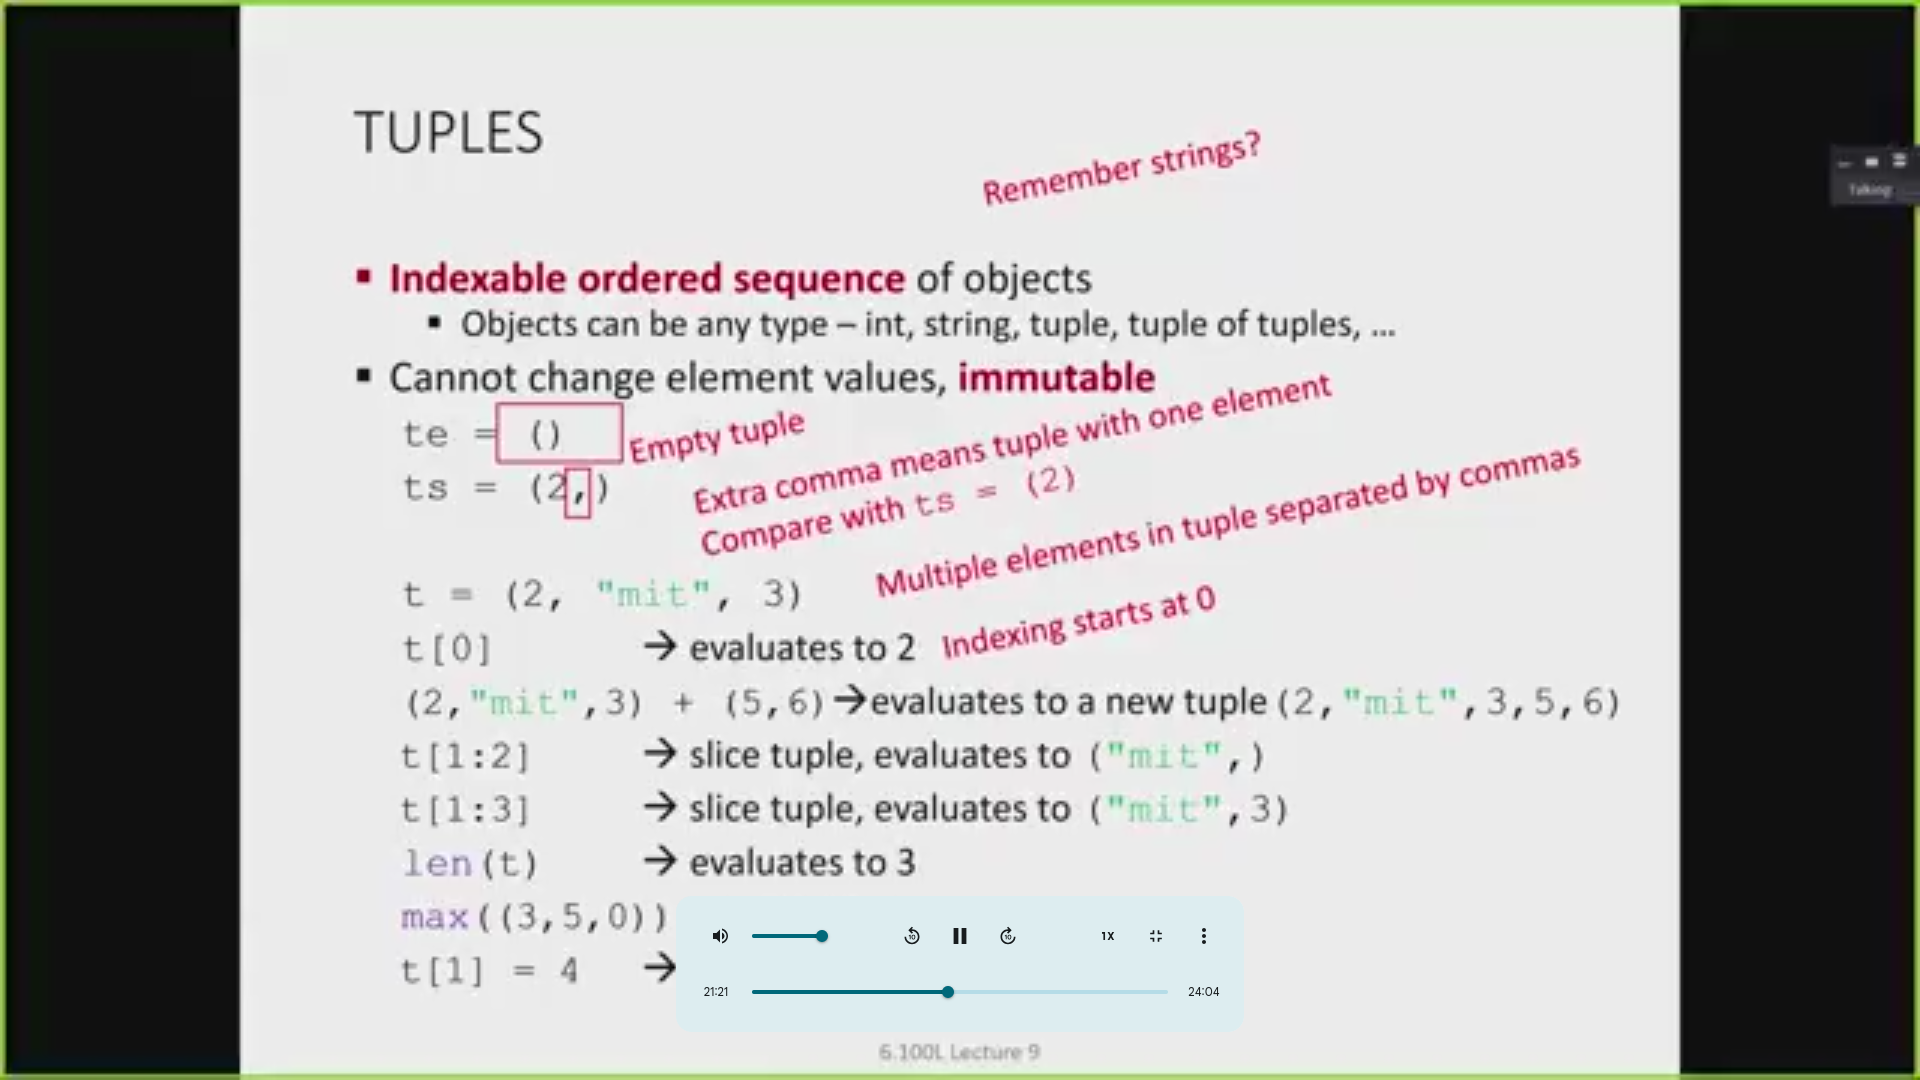 TUPLES
Remember strings?
Indexable ordered sequence of objects
Objects can be any type – int, string, tuple, tuple of tuples, …
Cannot change element values, immutable
te = ()
Empty tuple
ts = (2,)
Extra comma means tuple with one element
Compare with ts = (2)
Multiple elements in tuple separated by commas
t = (2, "mit", 3)
t[0] → evaluates to 2
Indexing starts at 0
(2,"mit",3) + (5,6)→evaluates to a new tuple (2,"mit",3,5,6)
t[1:2] → slice tuple, evaluates to ("mit",)
t[1:3] → slice tuple, evaluates to ("mit",3)
len(t) → evaluates to 3
max((3,5,0))
t[1] = 4 →
10
10
1X
21:21
24:04
6.100L Lecture 9
Talking: